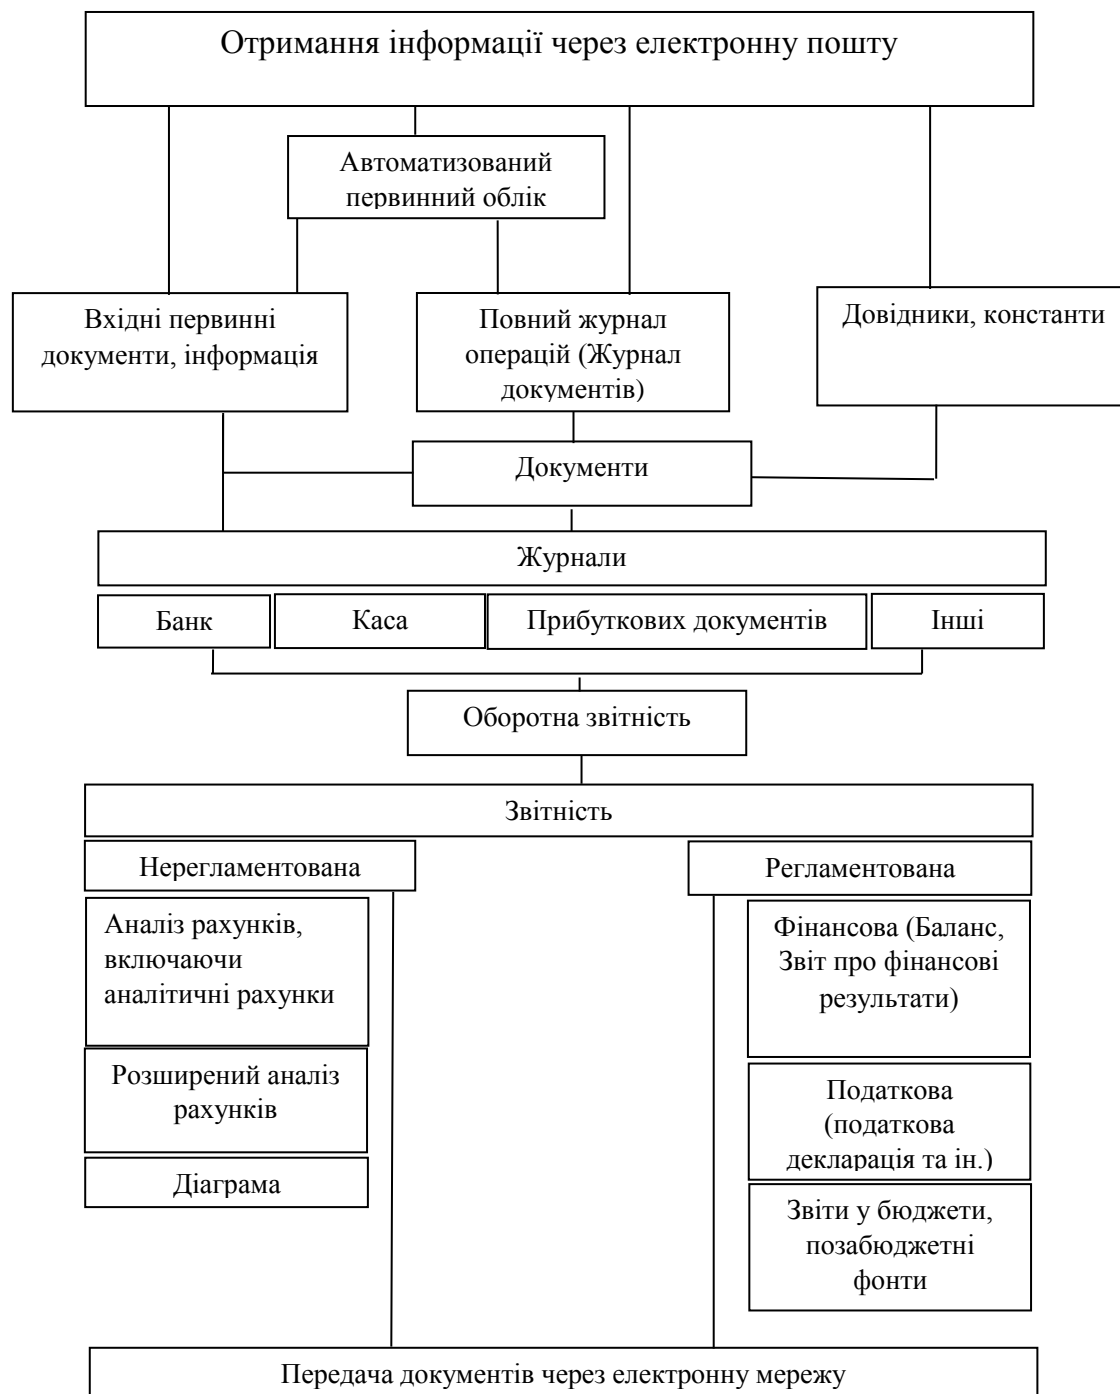 Отримання інформації через електронну пошту
Автоматизований
первинний облік
Вхідні первинні
документи, інформація
Повний журнал
операцій (Журнал
документів)
Довідники, константи
Документи
Журнали
Банк
Каса
Прибуткових документів
Інші
Оборотна звітність
Звітність
Нерегламентована
Регламентована
Аналіз рахунків,
включаючи
аналітичні рахунки
Розширений аналіз
рахунків
Діаграма
Фінансова (Баланс,
Звіт про фінансові
результати)
Податкова
(податкова
декларація та ін.)
Звіти у бюджети,
позабюджетні
фонти
Передача документів через електронну мережу